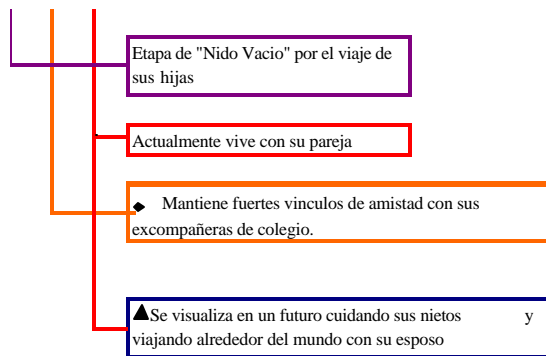 Etapa de "Nido Vacio" por el viaje de
sus hijas
Actualmente vive con su pareja
Mantiene fuertes vinculos de amistad con sus
excompañeras de colegio.
Se visualiza en un futuro cuidando sus nietos y
viajando alrededor del mundo con su esposo